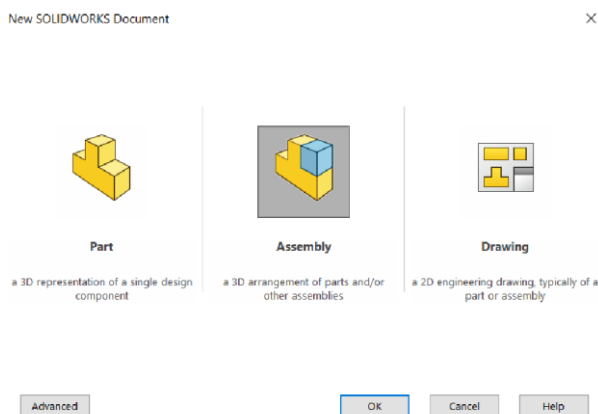 New SOLIDWORKS Document
Part
a 3D representation of a single design
component
Assembly
a 3D arrangement of parts and/or
other assemblies
Drawing
a 2D engineering drawing, typically of a
part or assembly
Advanced
OK
Cancel
Help